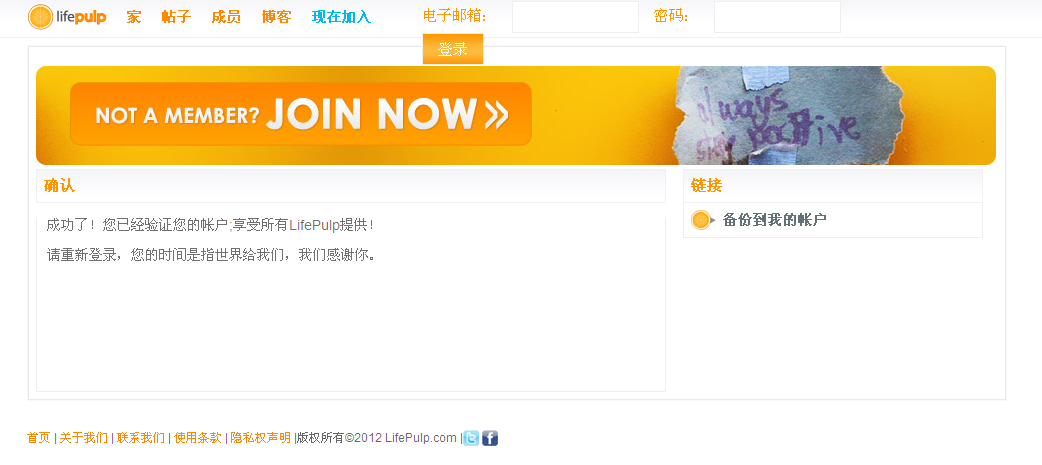 lifepulp 家 帖子 成员 博客 现在加入 电子邮箱: 密码:
登录
NOT A MEMBER? JOIN NOW »
always
stay positive
确认
链接
成功了！您已经验证您的帐户;享受所有LifePulp提供！
备份到我的帐户
请重新登录，您的时间是指世界给我们，我们感谢你。
首页 | 关于我们 | 联系我们 | 使用条款 | 隐私权声明 |版权所有©2012 LifePulp.com |